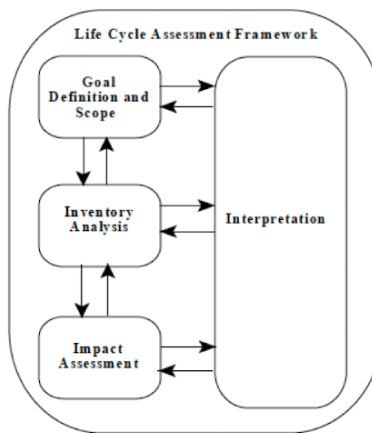 Life Cycle Assessment Framework
Goal
Definition and
Scope
Inventory
Analysis
Interpretation
Impact
Assessment